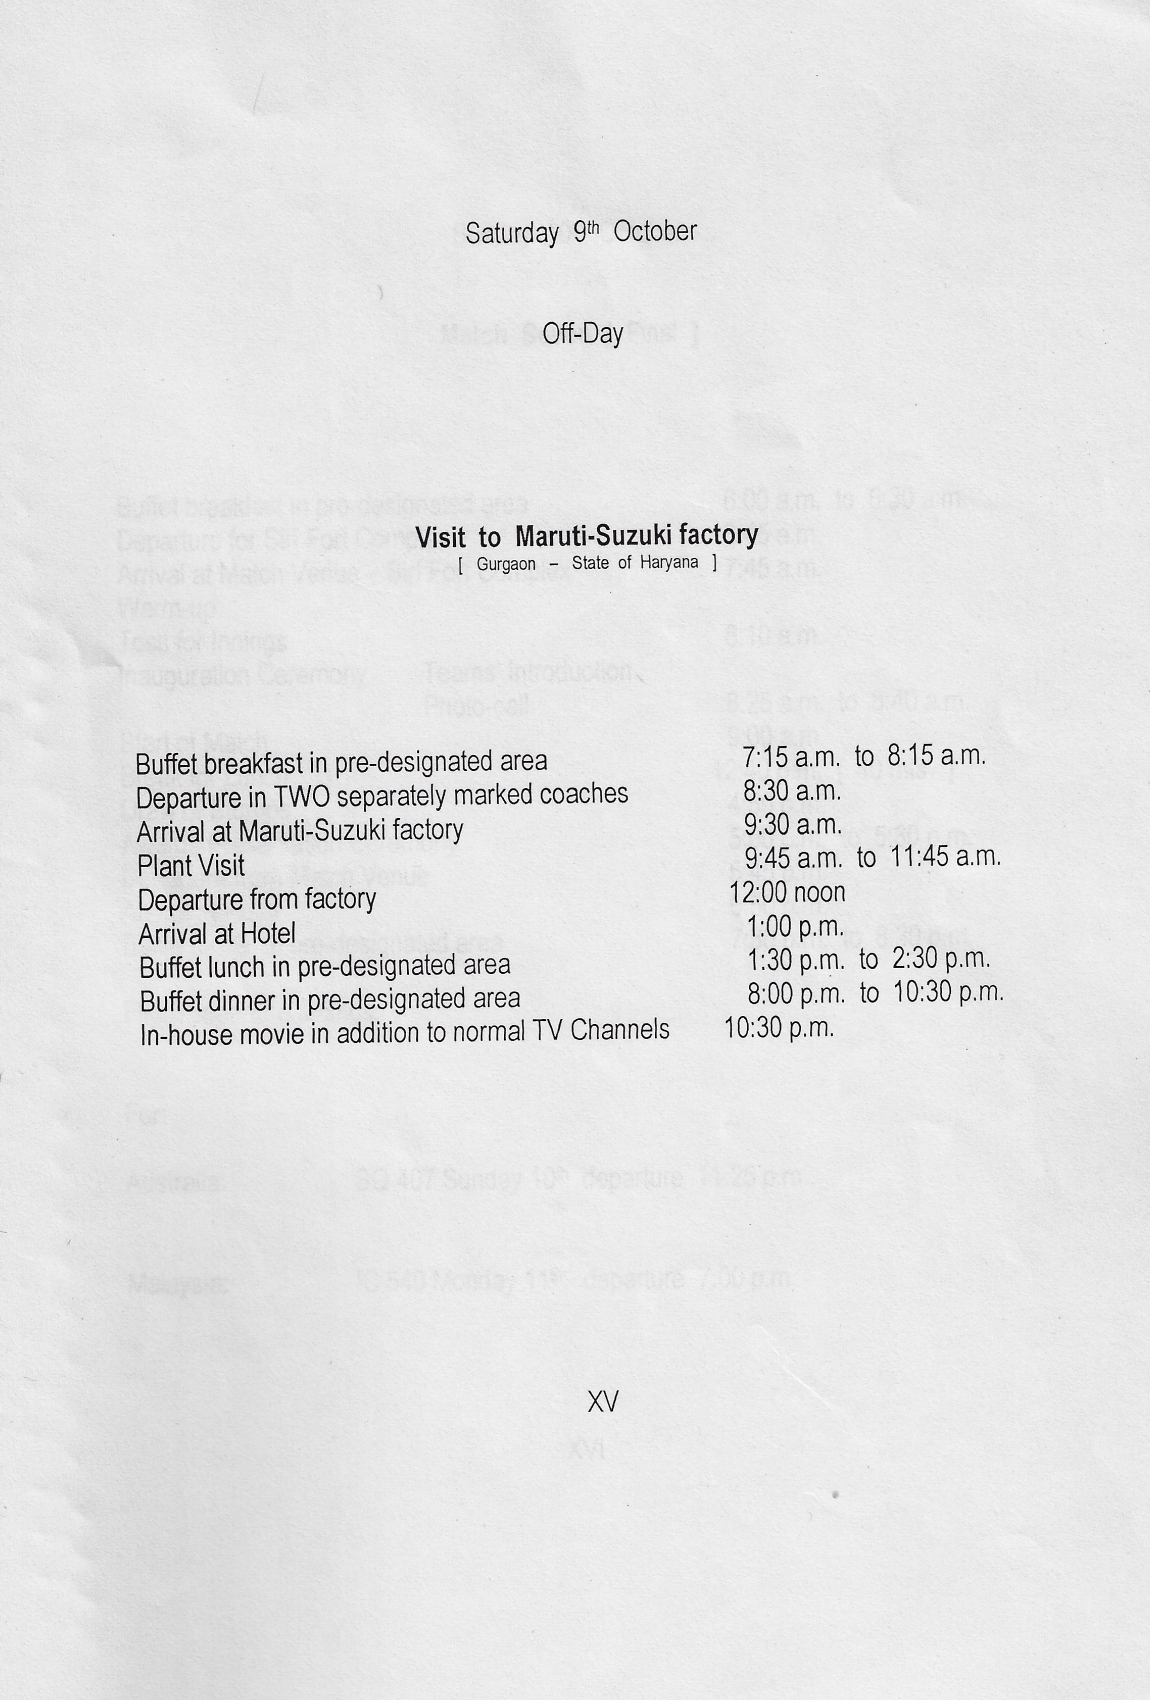 Saturday 9th October
Off-Day
Visit to Maruti-Suzuki factory
[ Gurgaon – State of Haryana ]
Buffet breakfast in pre-designated area 7:15 a.m. to 8:15 a.m.
Departure in TWO separately marked coaches 8:30 a.m.
Arrival at Maruti-Suzuki factory 9:30 a.m.
Plant Visit 9:45 a.m. to 11:45 a.m.
Departure from factory 12:00 noon
Arrival at Hotel 1:00 p.m.
Buffet lunch in pre-designated area 1:30 p.m. to 2:30 p.m.
Buffet dinner in pre-designated area 8:00 p.m. to 10:30 p.m.
In-house movie in addition to normal TV Channels 10:30 p.m.
XV